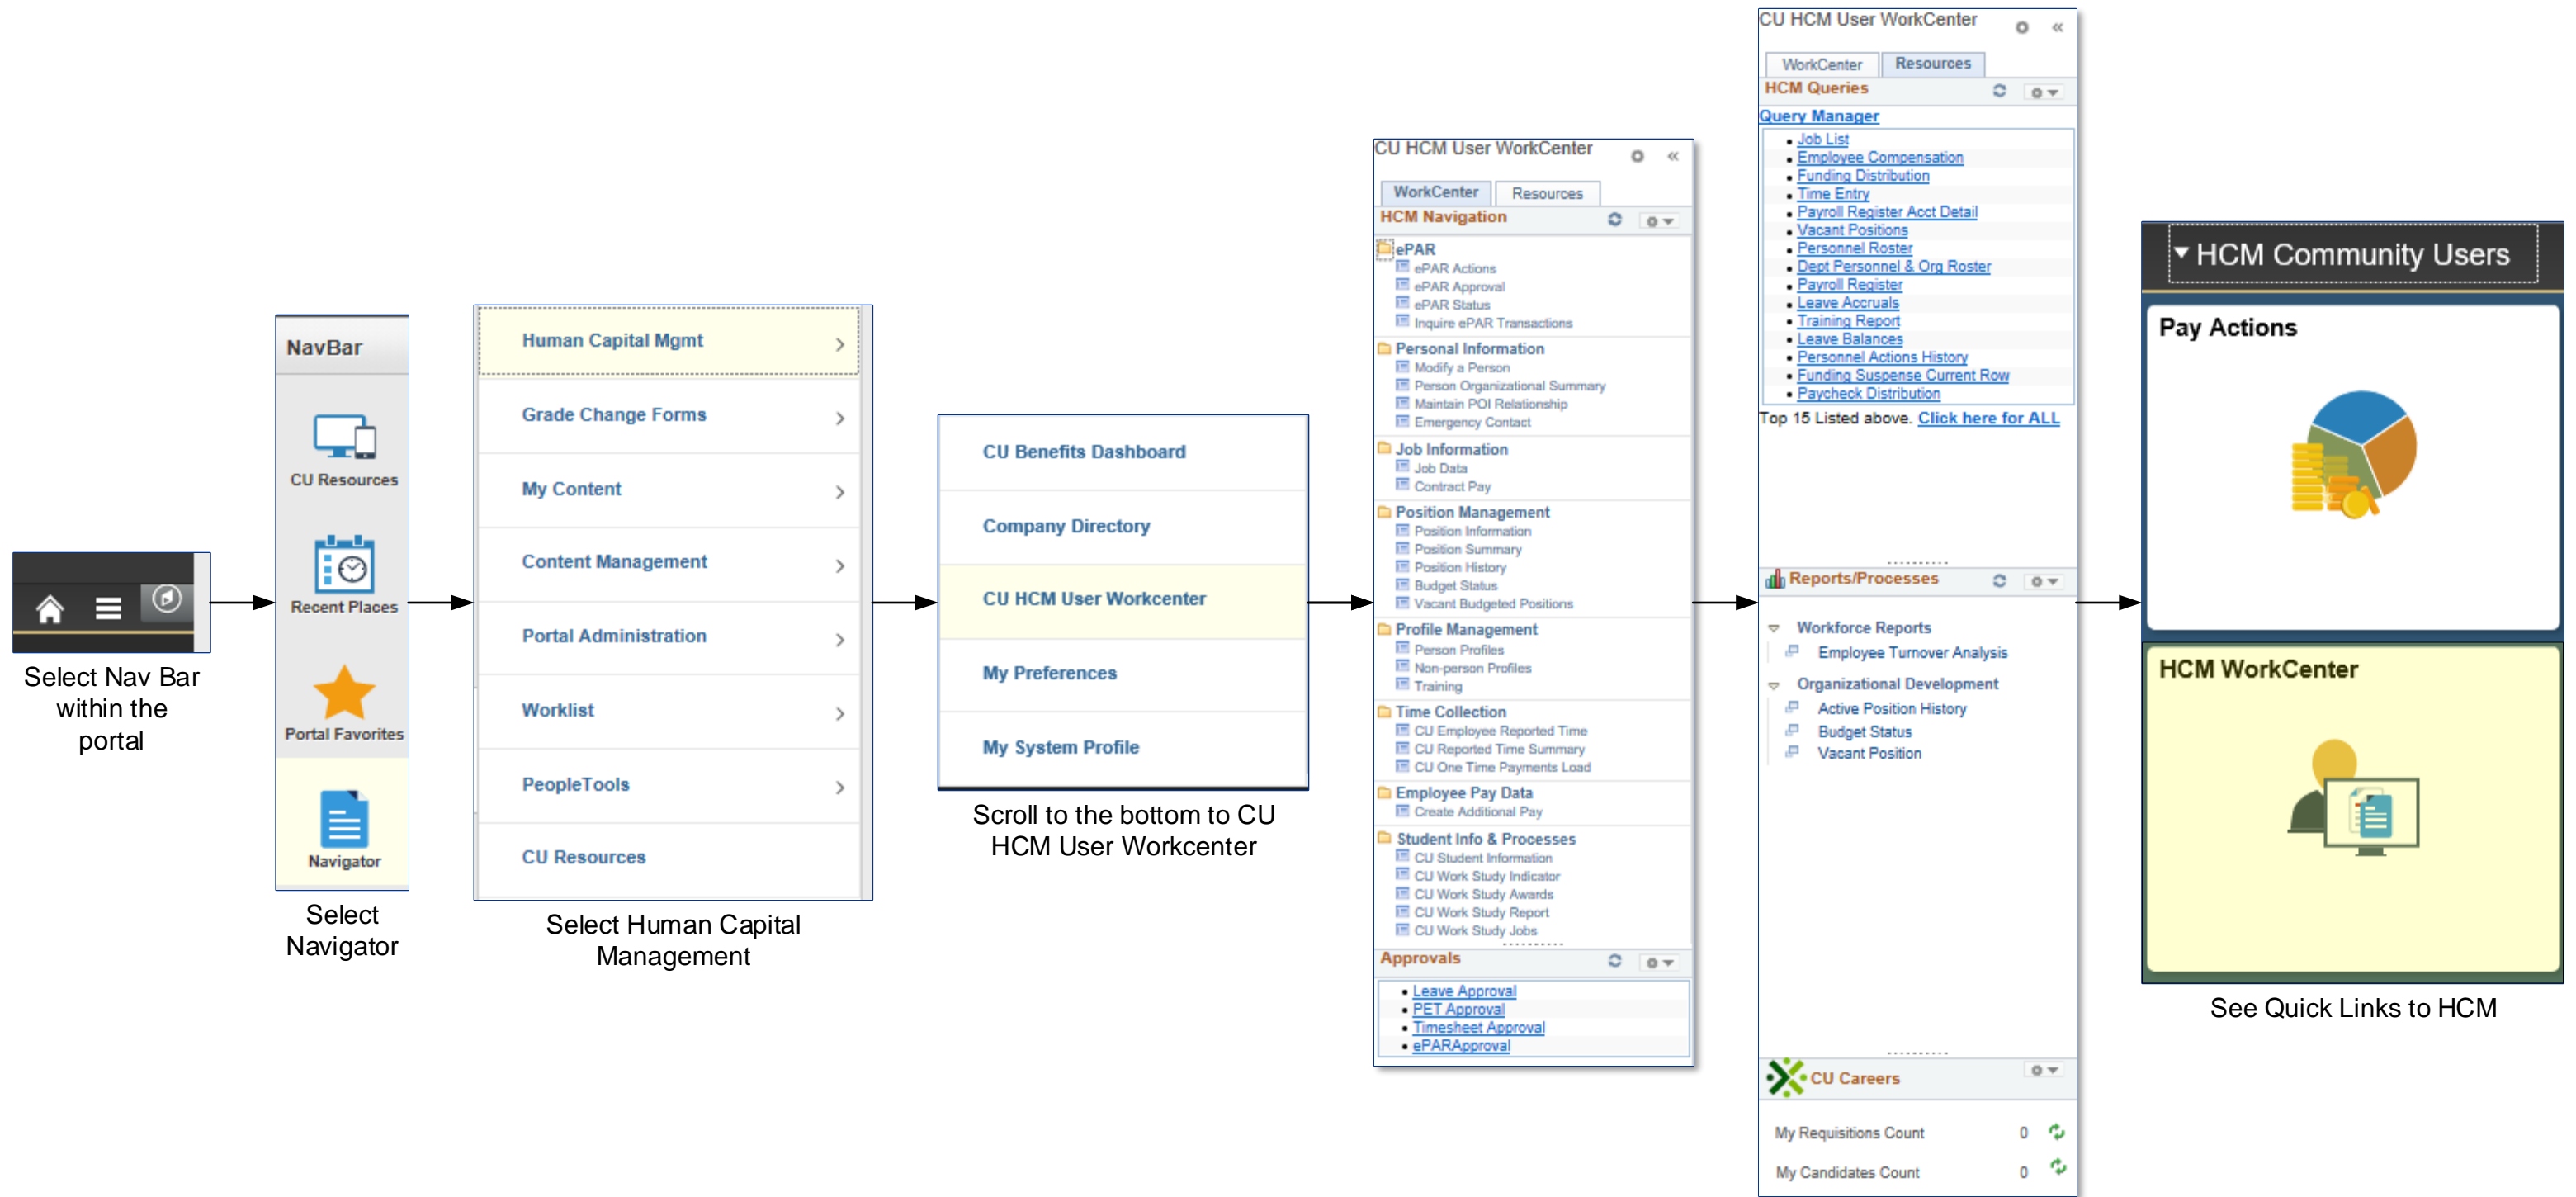 Select Nav Bar
within the
portal
NavBar
CU Resources
Recent Places
Portal Favorites
Navigator
Select
Navigator
Human Capital Mgmt
Grade Change Forms
My Content
Content Management
Portal Administration
Worklist
PeopleTools
CU Resources
Select Human Capital
Management
CU Benefits Dashboard
Company Directory
CU HCM User Workcenter
My Preferences
My System Profile
Scroll to the bottom to CU
HCM User Workcenter
CU HCM User WorkCenter
WorkCenter Resources
HCM Navigation
ePAR
ePAR Actions
ePAR Approval
ePAR Status
Inquire ePAR Transactions
Personal Information
Modify a Person
Person Organizational Summary
Maintain POI Relationship
Emergency Contact
Job Information
Job Data
Contract Pay
Position Management
Position Information
Position Summary
Position History
Budget Status
Vacant Budgeted Positions
Profile Management
Person Profiles
Non-person Profiles
Training
Time Collection
CU Employee Reported Time
CU Reported Time Summary
CU One Time Payments Load
Employee Pay Data
Create Additional Pay
Student Info & Processes
CU Student Information
CU Work Study Indicator
CU Work Study Awards
CU Work Study Report
CU Work Study Jobs
Approvals
Leave Approval
PET Approval
Timesheet Approval
ePARApproval
CU HCM User WorkCenter
WorkCenter Resources
HCM Queries
Query Manager
Job List
Employee Compensation
Funding Distribution
Time Entry
Payroll Register Acct Detail
Vacant Positions
Personnel Roster
Dept Personnel & Org Roster
Payroll Register
Leave Accruals
Training Report
Leave Balances
Personnel Actions History
Funding Suspense Current Row
Paycheck Distribution
Top 15 Listed above. Click here for ALL
Reports/Processes
Workforce Reports
Employee Turnover Analysis
Organizational Development
Active Position History
Budget Status
Vacant Position
CU Careers
My Requisitions Count 0
My Candidates Count 0
HCM Community Users
Pay Actions
HCM WorkCenter
See Quick Links to HCM